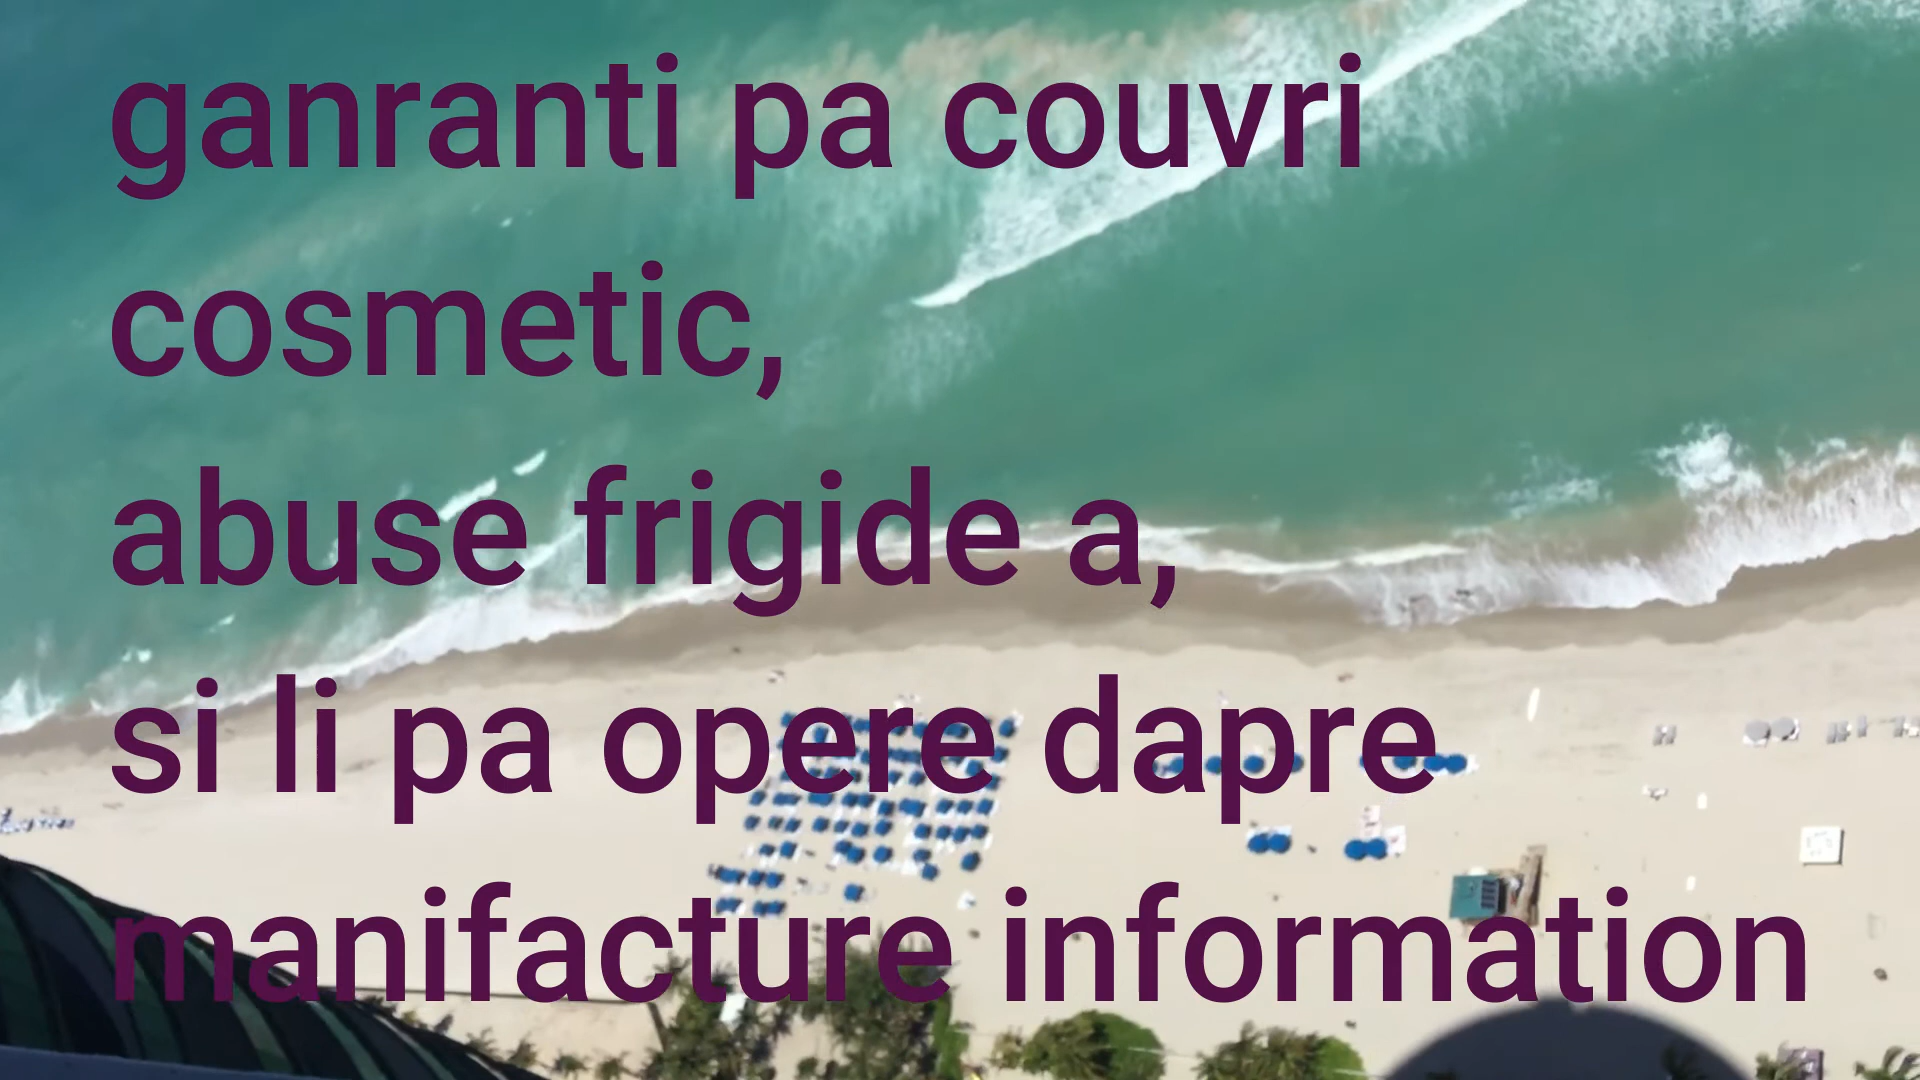 ganranti pa couvri
cosmetic,
abuse frigide a,
si li pa opere dapre
manifacture information